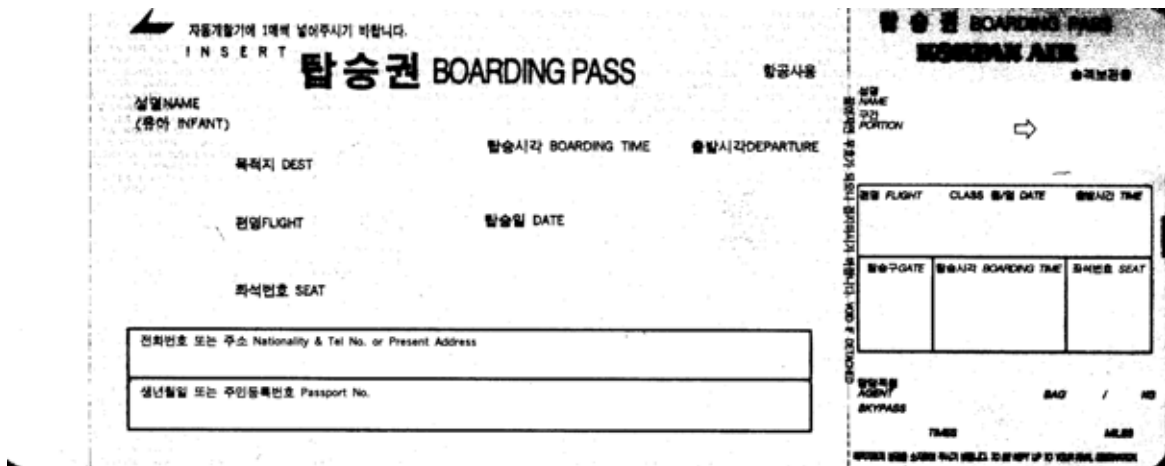 자동개찰기에 1매씩 넣어주시기 바랍니다.
INSERT
탑승권 BOARDING PASS
항공사용
성명NAME
(유아 INFANT)
탑승시각 BOARDING TIME 출발시각DEPARTURE
목적지 DEST
편명FLIGHT
탑승일 DATE
좌석번호 SEAT
전화번호 또는 주소 Nationality & Tel No. or Present Address
생년월일 또는 주민등록번호 Passport No.
탑승권 BOARDING PASS
KOREAN AIR
승객보관용
성명
NAME
구간
PORTION
편명 FLIGHT CLASS 월/일 DATE 출발시간 TIME
탑승구GATE 탑승시각 BOARDING TIME 좌석번호 SEAT
VOID IF DETACHED
AGENT BAG / KG
SKYPASS
TIMES MILES